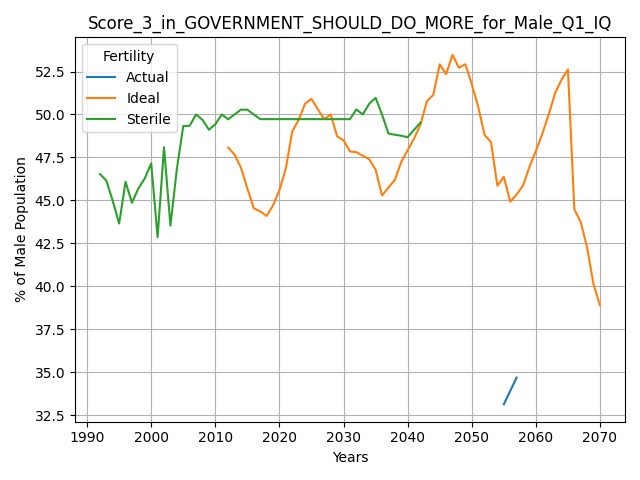 Score_3_in_GOVERNMENT_SHOULD_DO_MORE_for_Male_Q1_IQ
Fertility
Actual
Ideal
Sterile
% of Male Population
52.5
50.0
47.5
45.0
42.5
40.0
37.5
35.0
32.5
1990 2000 2010 2020 2030 2040 2050 2060 2070
Years